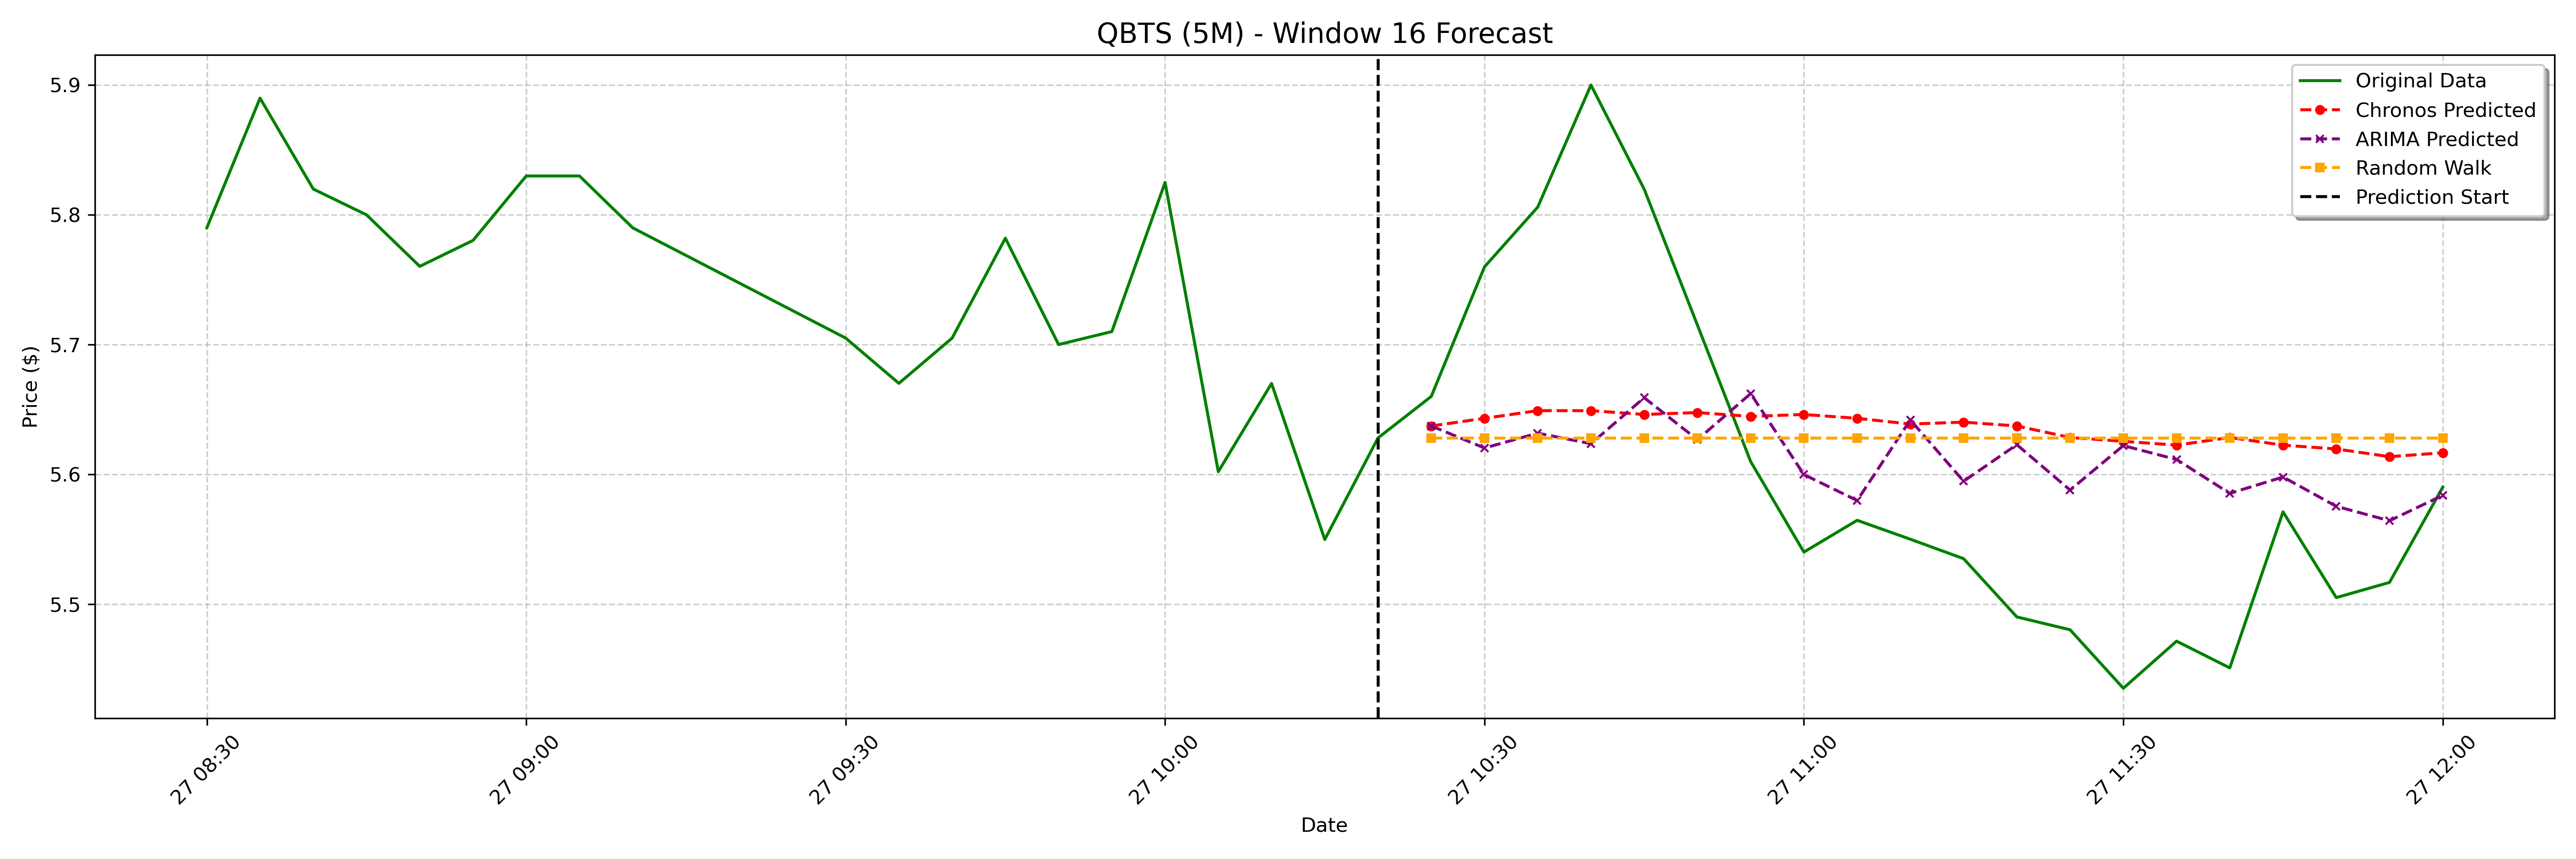 QBTS (5M) - Window 16 Forecast
Original Data
Chronos Predicted
ARIMA Predicted
Random Walk
Prediction Start
Price ($)
5.9
5.8
5.7
5.6
5.5
27 08:30
27 09:00
27 09:30
27 10:00
27 10:30
27 11:00
27 11:30
27 12:00
Date